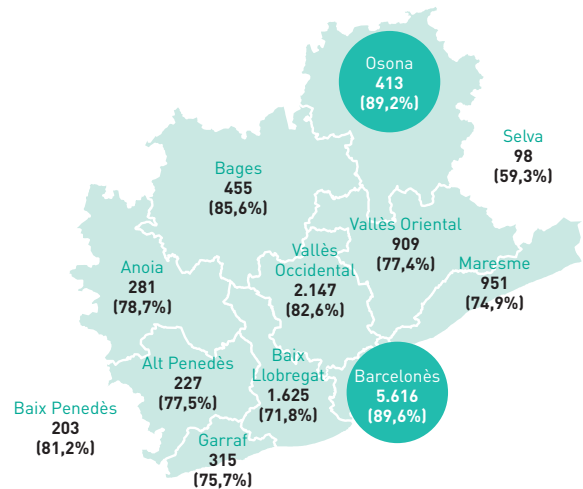 Osona
413
(89,2%)
Selva
98
(59,3%)
Bages
455
(85,6%)
Vallès Oriental
909
(77,4%)
Vallès
Occidental
2.147
(82,6%)
Maresme
951
(74,9%)
Anoia
281
(78,7%)
Alt Penedès
227
(77,5%)
Baix
Llobregat
1.625
(71,8%)
Barcelonès
5.616
(89,6%)
Baix Penedès
203
(81,2%)
Garraf
315
(75,7%)